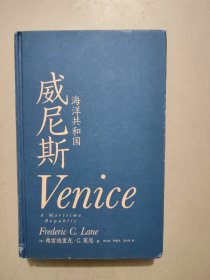 威尼斯
海洋共和国
Venice
A Maritime
Republic
Frederic C. Lane
[美] 弗雷德里克·C. 莱恩 著